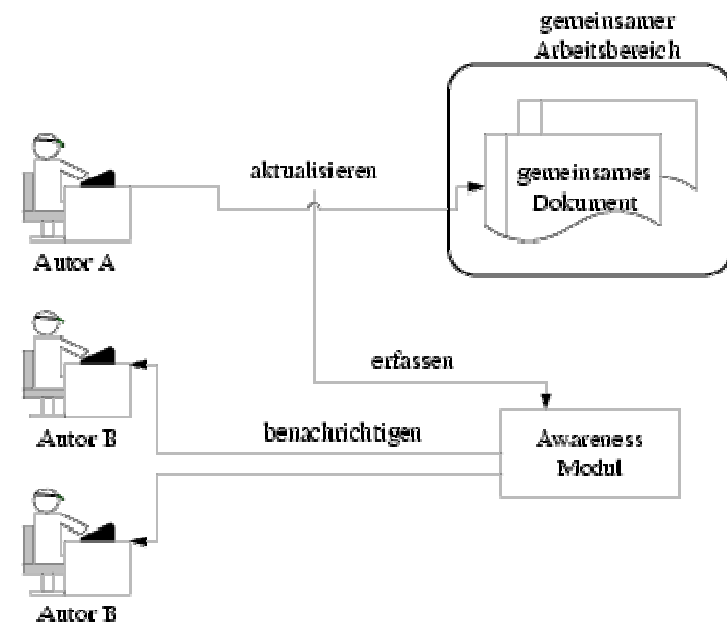 gemeinsamer
Arbeitsbereich
aktualisieren
gemeinsames
Dokument
Autor A
erfassen
Autor B
benachrichtigen
Awareness
Modul
Autor B